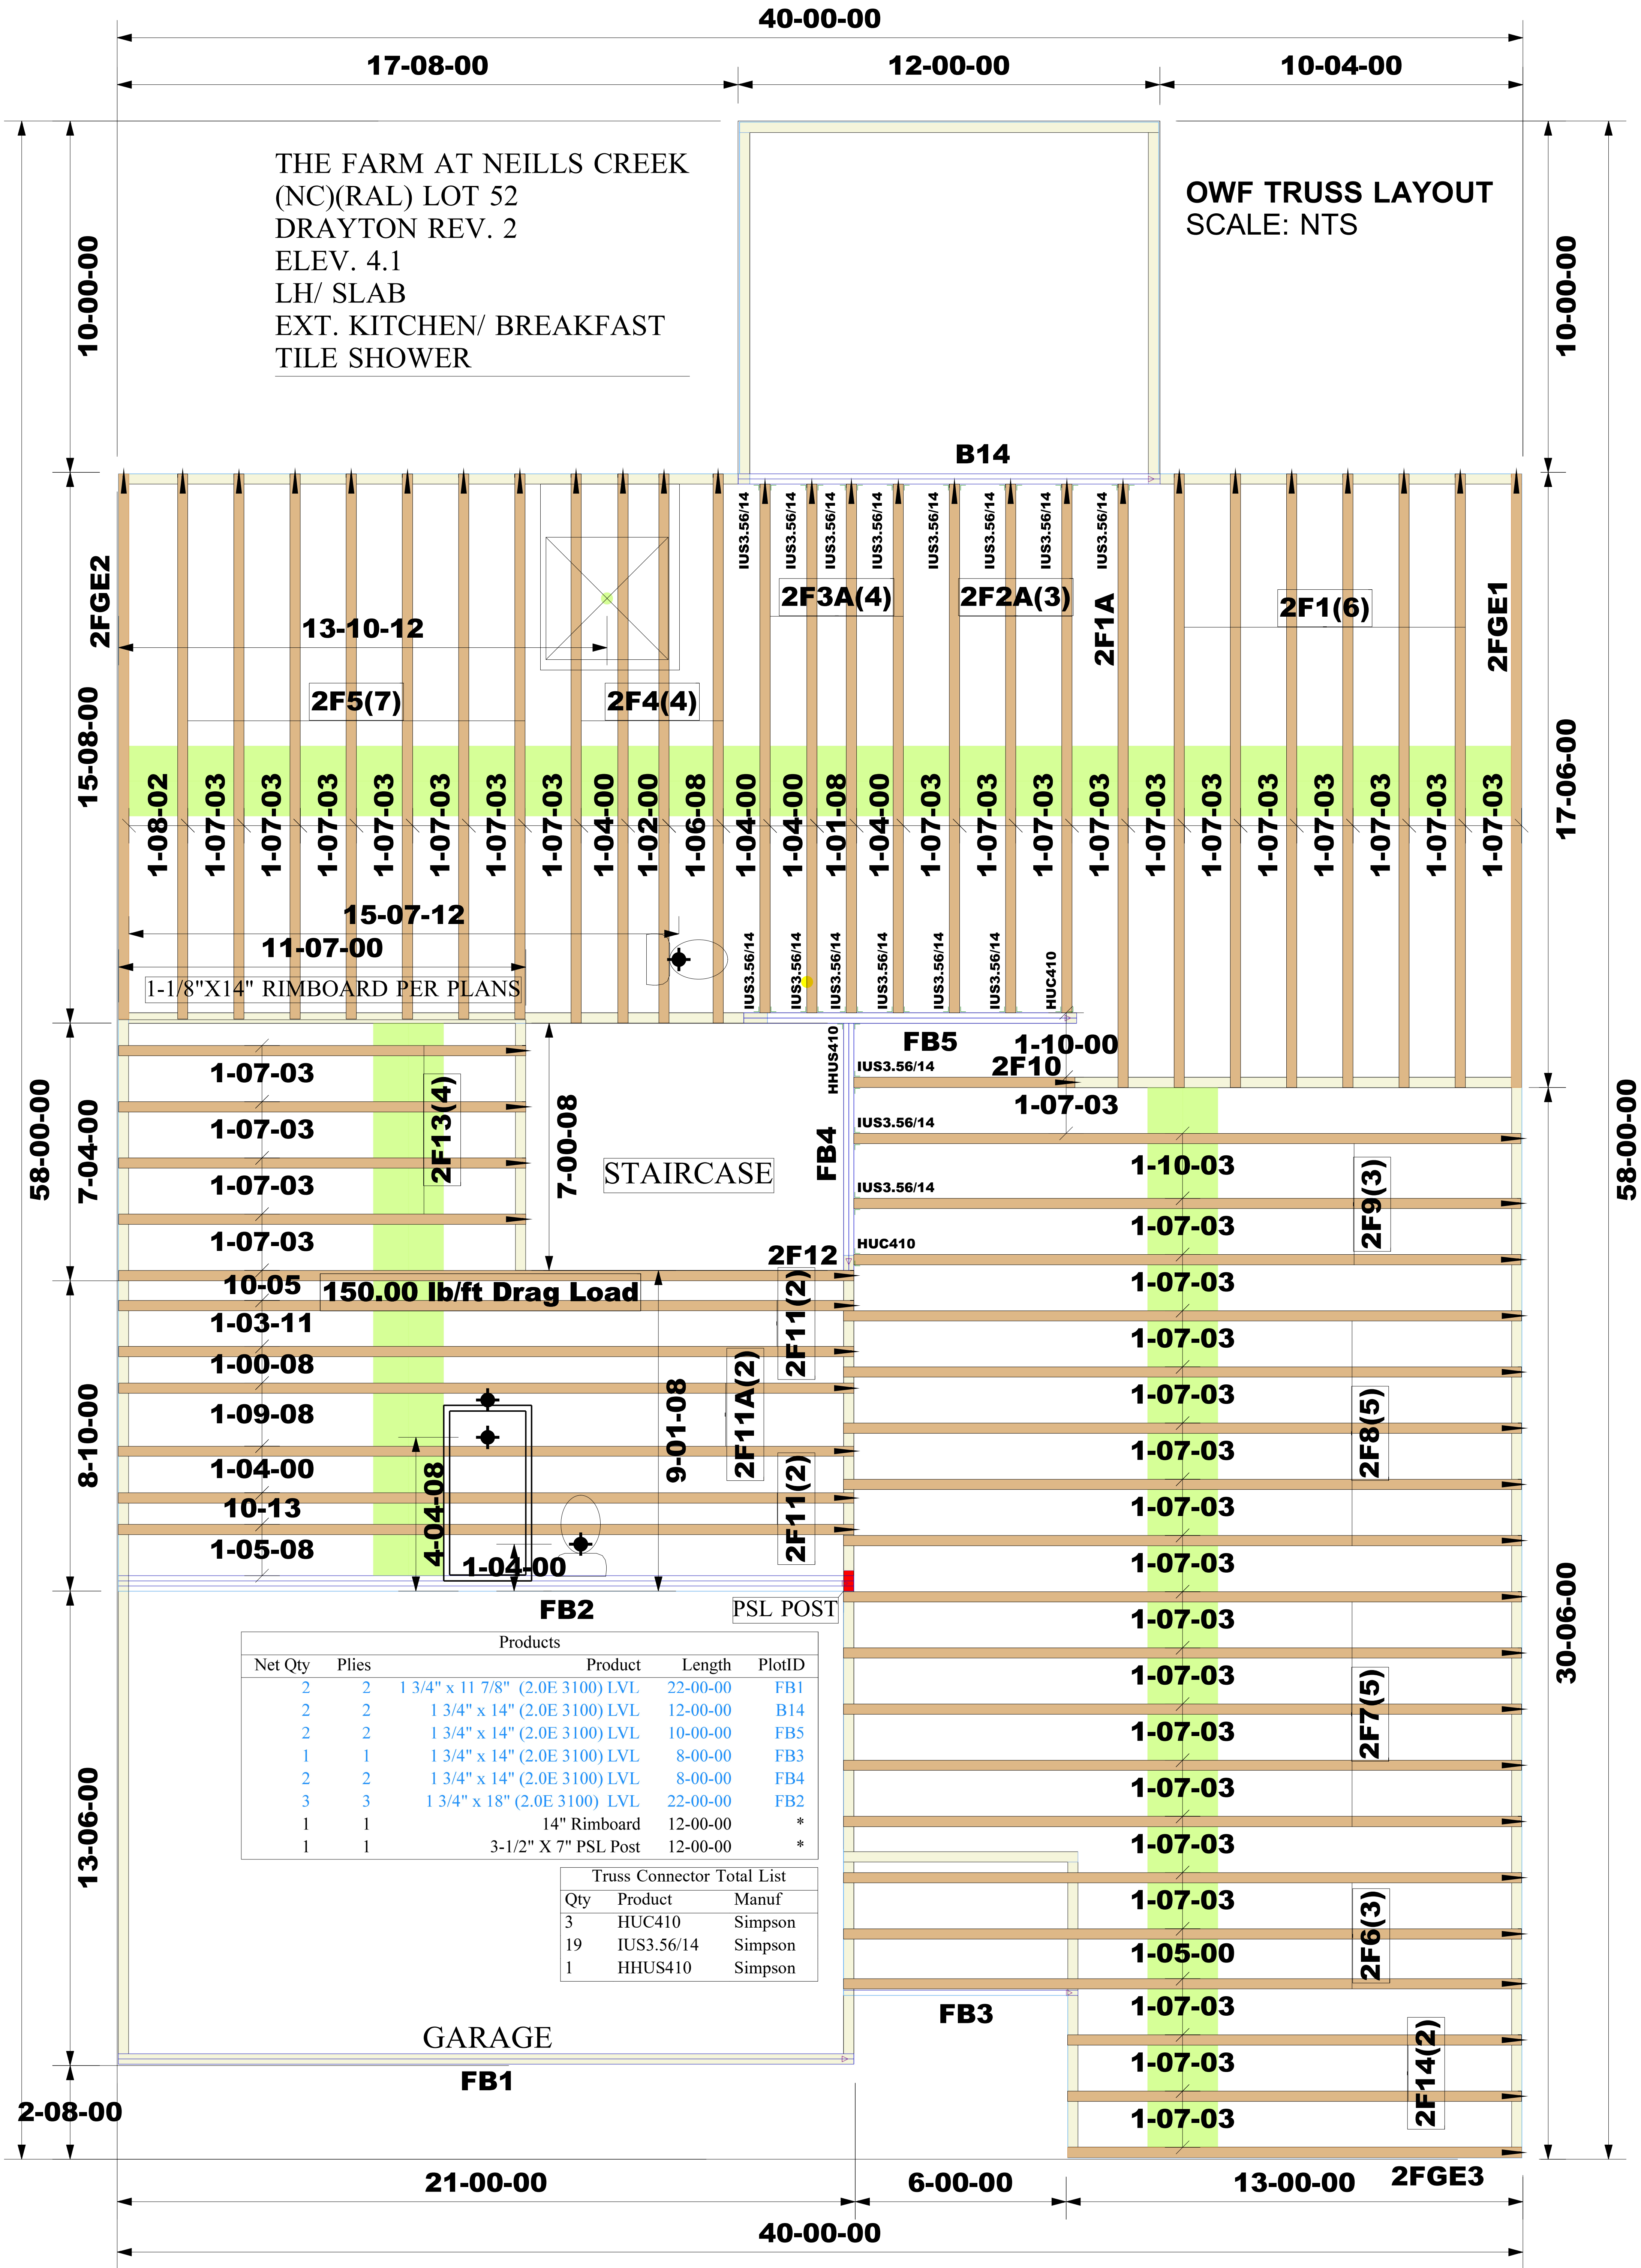 40-00-00
17-08-00
12-00-00
10-04-00
THE FARM AT NEILLS CREEK
(NC)(RAL) LOT 52
DRAYTON REV. 2
ELEV. 4.1
LH/ SLAB
EXT. KITCHEN/ BREAKFAST
TILE SHOWER
OWF TRUSS LAYOUT
SCALE: NTS
10-00-00
10-00-00
B14
IUS3.56/14
IUS3.56/14
IUS3.56/14
IUS3.56/14
IUS3.56/14
IUS3.56/14
IUS3.56/14
IUS3.56/14
2FGE2
2F3A(4)
2F2A(3)
2F1A
2F1(6)
2FGE1
13-10-12
2F5(7)
2F4(4)
15-08-00
17-06-00
1-08-02
1-07-03
1-07-03
1-07-03
1-07-03
1-07-03
1-07-03
1-07-03
1-04-00
1-02-00
1-06-08
1-04-00
1-04-00
1-01-08
1-04-00
1-07-03
1-07-03
1-07-03
1-07-03
1-07-03
1-07-03
1-07-03
1-07-03
1-07-03
1-07-03
15-07-12
11-07-00
1-1/8"X14" RIMBOARD PER PLANS
IUS3.56/14
IUS3.56/14
IUS3.56/14
IUS3.56/14
IUS3.56/14
IUS3.56/14
HUC410
FB5
1-10-00
HHUS410
IUS3.56/14
2F10
1-07-03
1-07-03
IUS3.56/14
58-00-00
7-04-00
1-07-03
2F13(4)
7-00-08
STAIRCASE
FB4
1-10-03
58-00-00
1-07-03
IUS3.56/14
2F9(3)
1-07-03
1-07-03
2F12
HUC410
10-05
150.00 lb/ft Drag Load
2F11(2)
1-07-03
1-03-11
1-07-03
1-00-08
2F11A(2)
1-07-03
8-10-00
1-09-08
9-01-08
2F8(5)
1-07-03
1-04-00
4-04-08
10-13
2F11(2)
1-07-03
1-05-08
1-04-00
1-07-03
FB2
PSL POST
1-07-03
30-06-00
Products
Net Qty Plies Product Length PlotID
2 2 1 3/4" x 11 7/8" (2.0E 3100) LVL 22-00-00 FB1
2 2 1 3/4" x 14" (2.0E 3100) LVL 12-00-00 B14
2 2 1 3/4" x 14" (2.0E 3100) LVL 10-00-00 FB5
1 1 1 3/4" x 14" (2.0E 3100) LVL 8-00-00 FB3
2 2 1 3/4" x 14" (2.0E 3100) LVL 8-00-00 FB4
3 3 1 3/4" x 18" (2.0E 3100) LVL 22-00-00 FB2
1 1 14" Rimboard 12-00-00 *
1 1 3-1/2" X 7" PSL Post 12-00-00 *
1-07-03
1-07-03
2F7(5)
1-07-03
1-07-03
13-06-00
Truss Connector Total List
Qty Product Manuf
3 HUC410 Simpson
19 IUS3.56/14 Simpson
1 HHUS410 Simpson
1-07-03
1-05-00
2F6(3)
1-07-03
FB3
GARAGE
1-07-03
2F14(2)
FB1
2-08-00
1-07-03
2FGE3
21-00-00
6-00-00
13-00-00
40-00-00